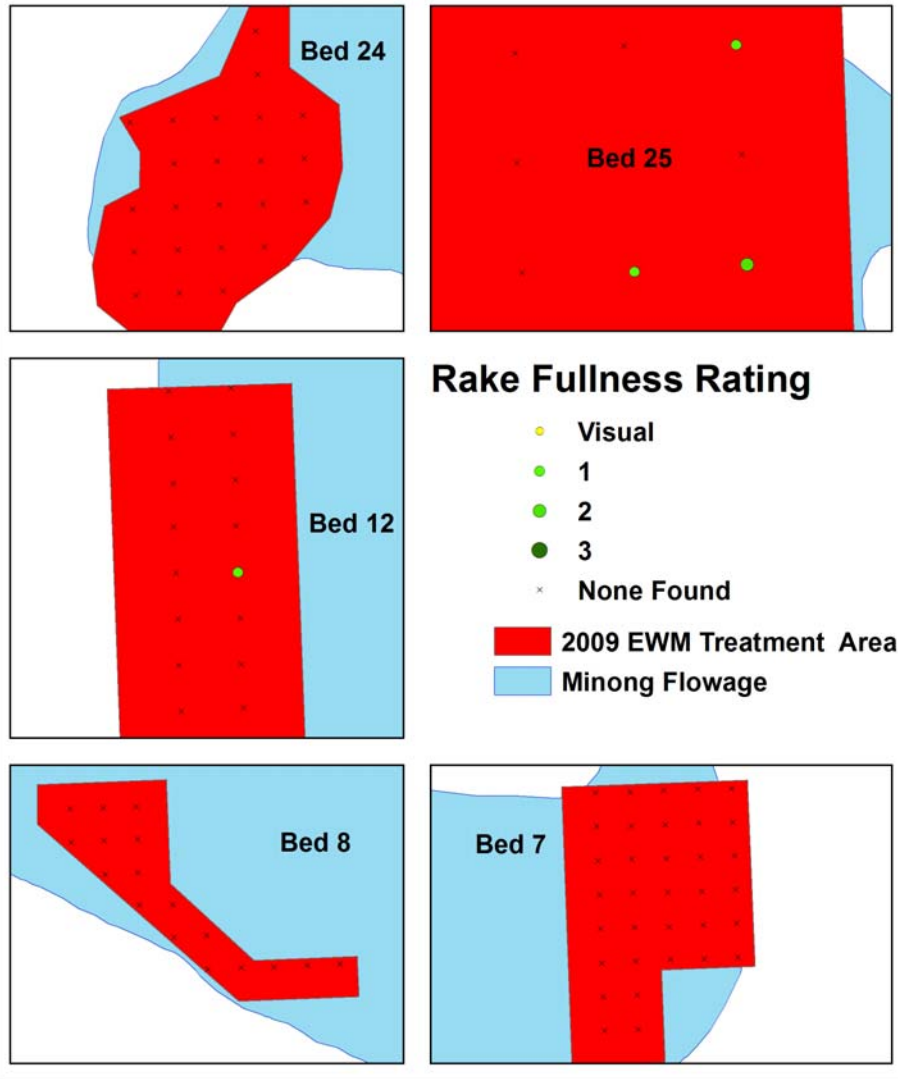 Bed 24
Bed 25
Bed 12
Rake Fullness Rating
Visual
1
2
3
None Found
2009 EWM Treatment Area
Minong Flowage
Bed 8
Bed 7